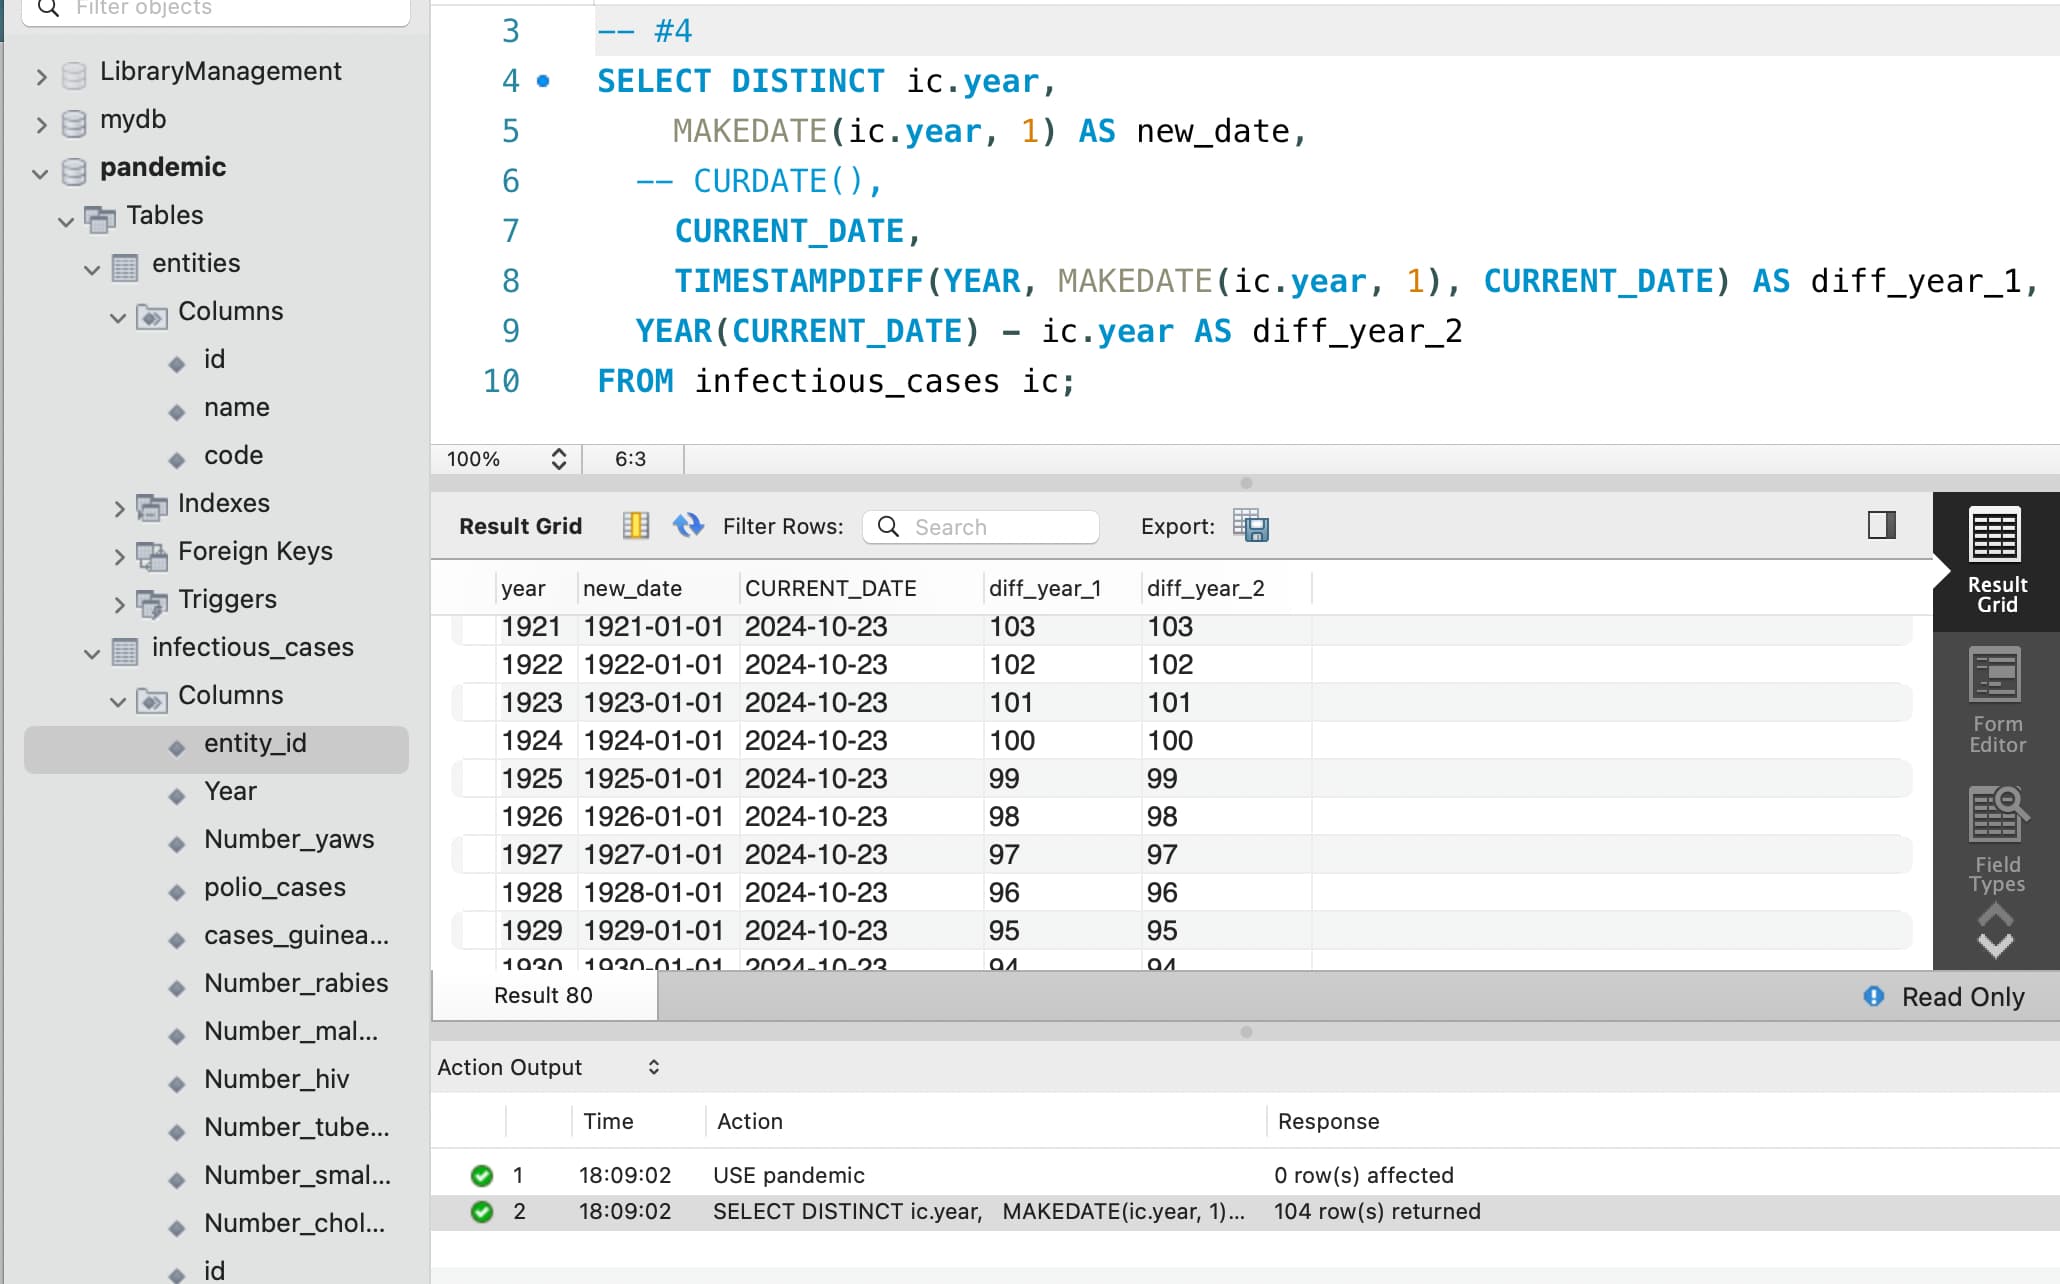 Filter objects
LibraryManagement
mydb
pandemic
Tables
entities
Columns
id
name
code
Indexes
Foreign Keys
Triggers
infectious_cases
Columns
entity_id
Year
Number_yaws
polio_cases
cases_guinea...
Number_rabies
Number_mal...
Number_hiv
Number_tube...
Number_smal...
Number_chol...
id
3 -- #4
4 SELECT DISTINCT ic.year,
5 MAKEDATE(ic.year, 1) AS new_date,
6 -- CURDATE(),
7 CURRENT_DATE,
8 TIMESTAMPDIFF(YEAR, MAKEDATE(ic.year, 1), CURRENT_DATE) AS diff_year_1,
9 YEAR(CURRENT_DATE) - ic.year AS diff_year_2
10 FROM infectious_cases ic;
100% 6:3
Result Grid Filter Rows: Search Export:
year new_date CURRENT_DATE diff_year_1 diff_year_2
1921 1921-01-01 2024-10-23 103 103
1922 1922-01-01 2024-10-23 102 102
1923 1923-01-01 2024-10-23 101 101
1924 1924-01-01 2024-10-23 100 100
1925 1925-01-01 2024-10-23 99 99
1926 1926-01-01 2024-10-23 98 98
1927 1927-01-01 2024-10-23 97 97
1928 1928-01-01 2024-10-23 96 96
1929 1929-01-01 2024-10-23 95 95
1930 1930-01-01 2024-10-23 94 94
Result
Grid
Form
Editor
Field
Types
Result 80 Read Only
Action Output
Time Action Response
1 18:09:02 USE pandemic 0 row(s) affected
2 18:09:02 SELECT DISTINCT ic.year, MAKEDATE(ic.year, 1)... 104 row(s) returned